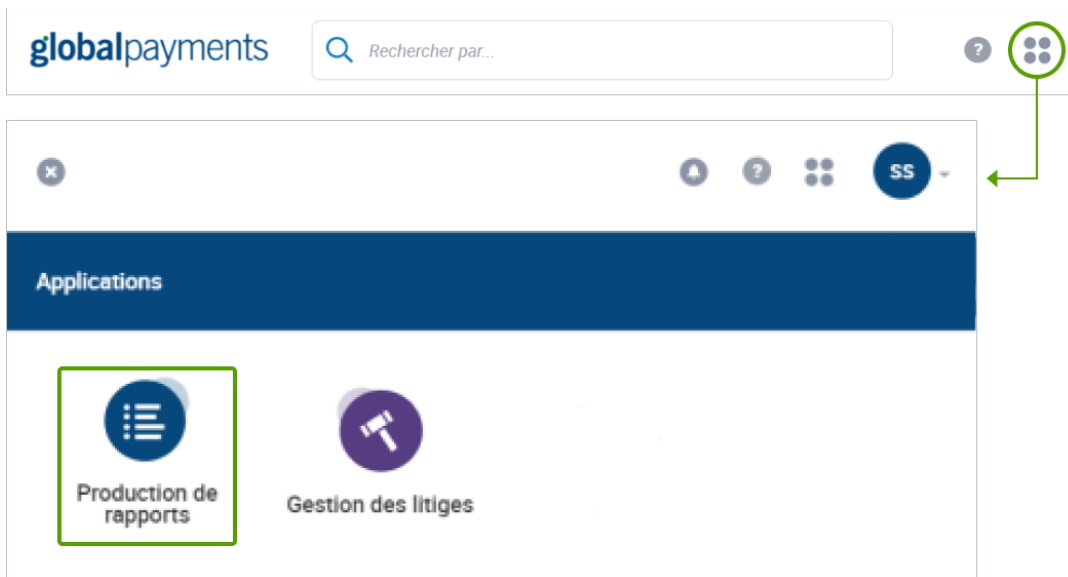 globalpayments
Rechercher par...
?
?
SS
Applications
Production de
rapports
Gestion des litiges